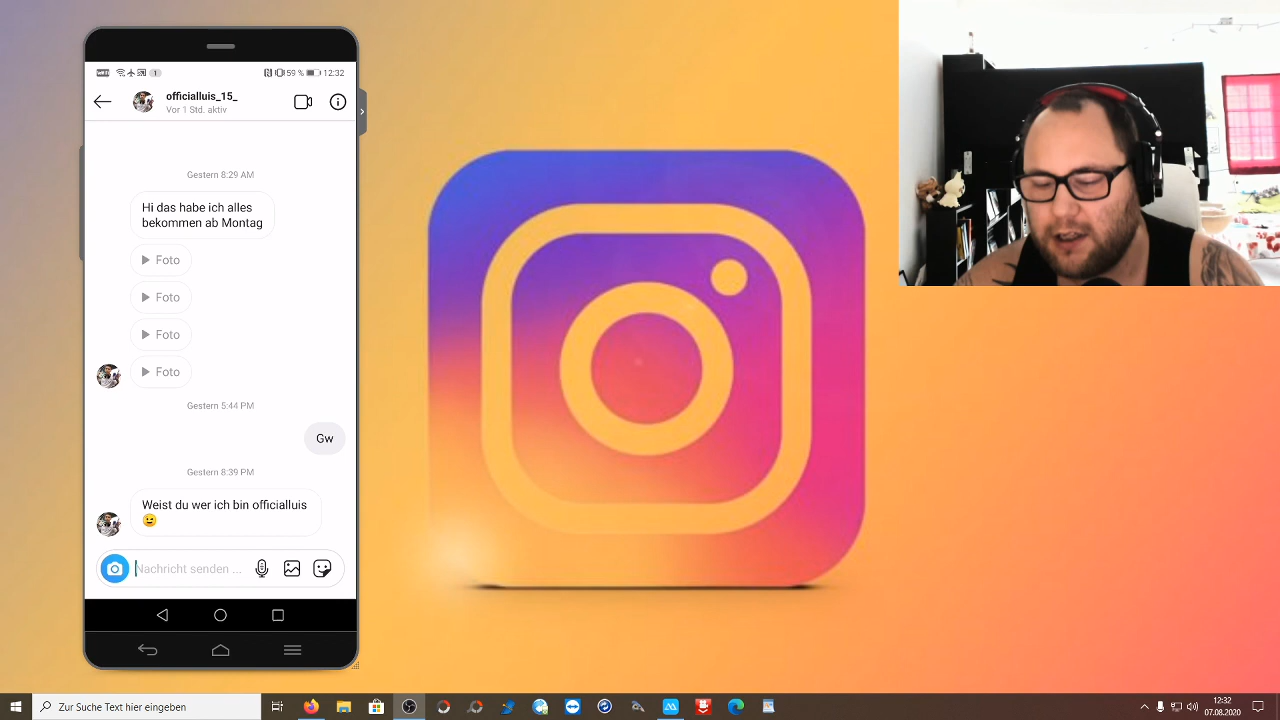 59 % 12:32
officialluis_15_
Vor 1 Std. aktiv
Gestern 8:29 AM
Hi das habe ich alles
bekommen ab Montag
Foto
Foto
Foto
Foto
Gestern 5:44 PM
Gw
Gestern 8:39 PM
Weist du wer ich bin officialluis
😉
Nachricht senden ...
Zur Suche Text hier eingeben
12:32
07.08.2020